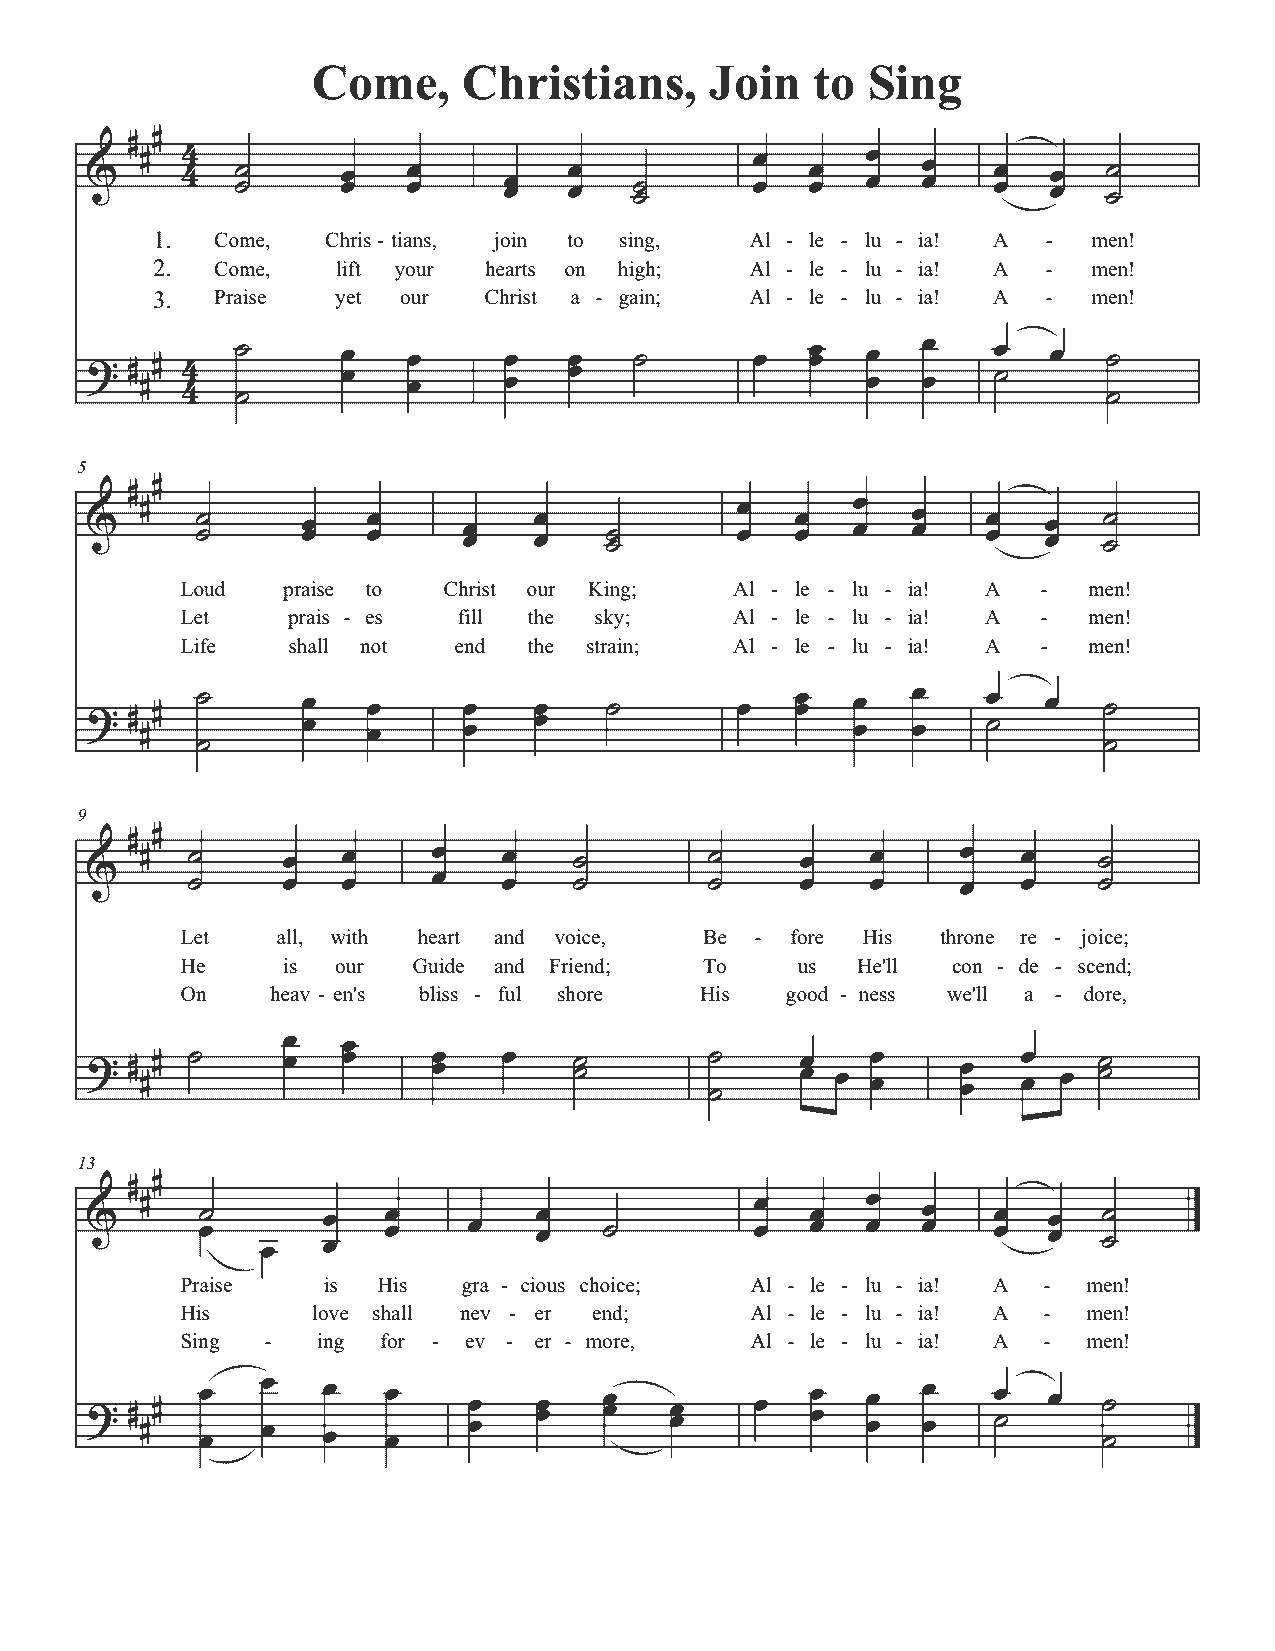 Come, Christians, Join to Sing
1. Come, Chris - tians, join to sing, Al - le - lu - ia! A - men!
2. Come, lift your hearts on high; Al - le - lu - ia! A - men!
3. Praise yet our Christ a - gain; Al - le - lu - ia! A - men!
5
Loud praise to Christ our King; Al - le - lu - ia! A - men!
Let prais - es fill the sky; Al - le - lu - ia! A - men!
Life shall not end the strain; Al - le - lu - ia! A - men!
9
Let all, with heart and voice, Be - fore His throne re - joice;
He is our Guide and Friend; To us He'll con - de - scend;
On heav - en's bliss - ful shore His good - ness we'll a - dore,
13
Praise is His gra - cious choice; Al - le - lu - ia! A - men!
His love shall nev - er end; Al - le - lu - ia! A - men!
Sing - ing for - ev - er - more, Al - le - lu - ia! A - men!